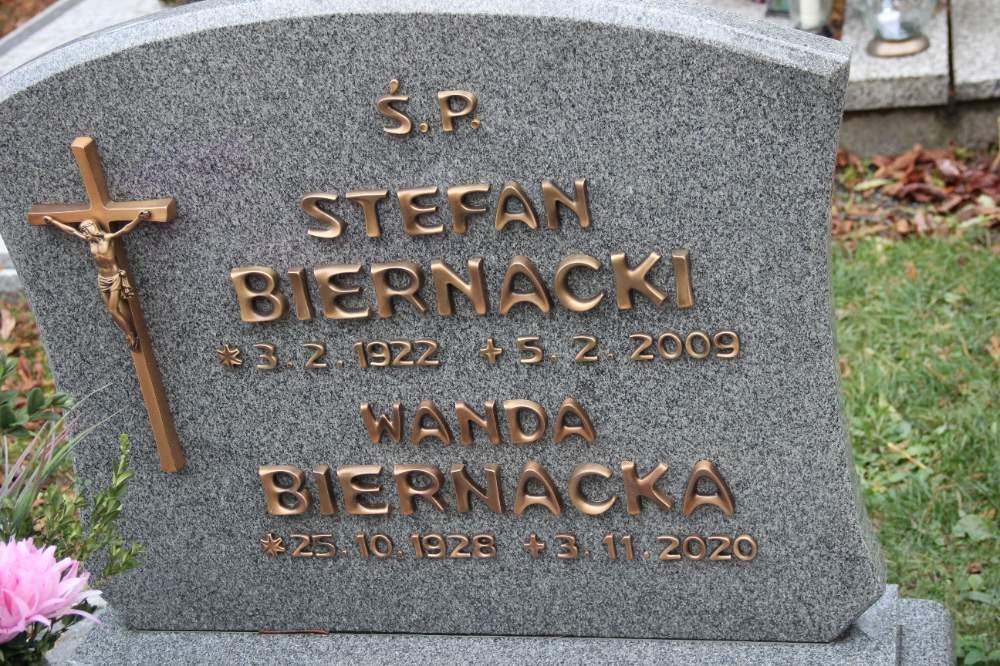 Ś.P.
STEFAN
BIERNACKI
* 3. 2. 1922 + 5. 2. 2009
WANDA
BIERNACKA
* 25. 10. 1928 + 3. 11. 2020